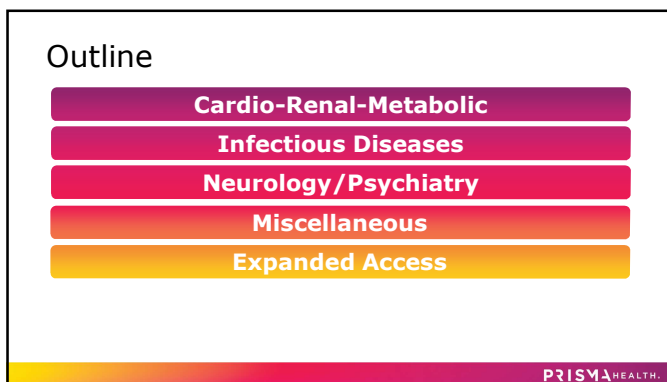 Outline
Cardio-Renal-Metabolic
Infectious Diseases
Neurology/Psychiatry
Miscellaneous
Expanded Access
PRISMA HEALTH.